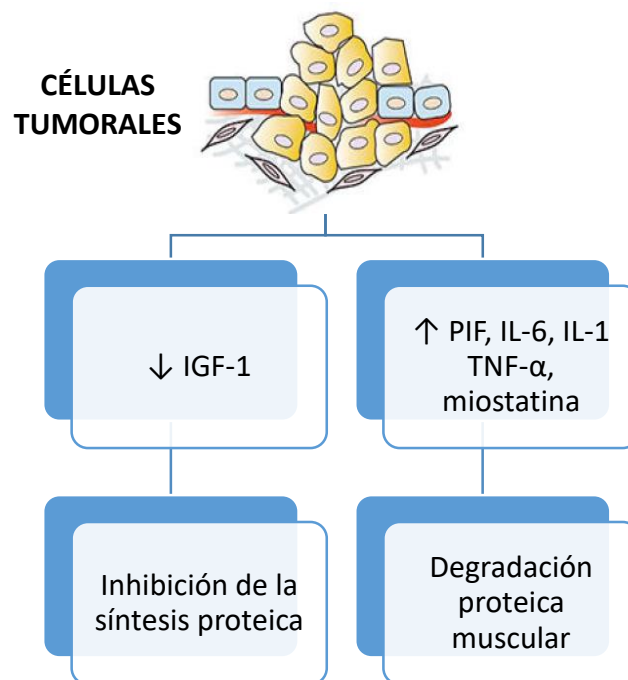 CÉLULAS
TUMORALES
↓ IGF-1
↑ PIF, IL-6, IL-1
TNF-α,
miostatina
Inhibición de la
síntesis proteica
Degradación
proteica
muscular